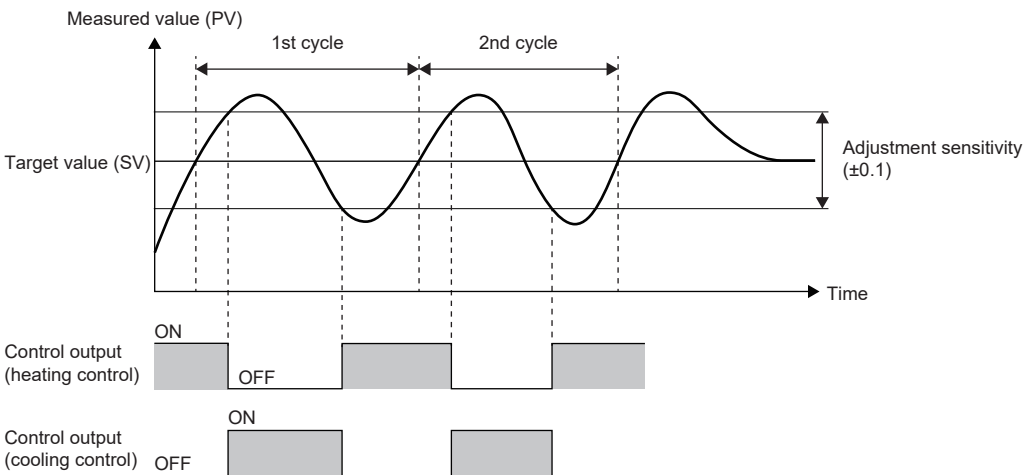 Measured value (PV)
1st cycle
2nd cycle
Target value (SV)
Adjustment sensitivity
(±0.1)
Time
ON
Control output
(heating control)
OFF
ON
Control output
(cooling control)
OFF